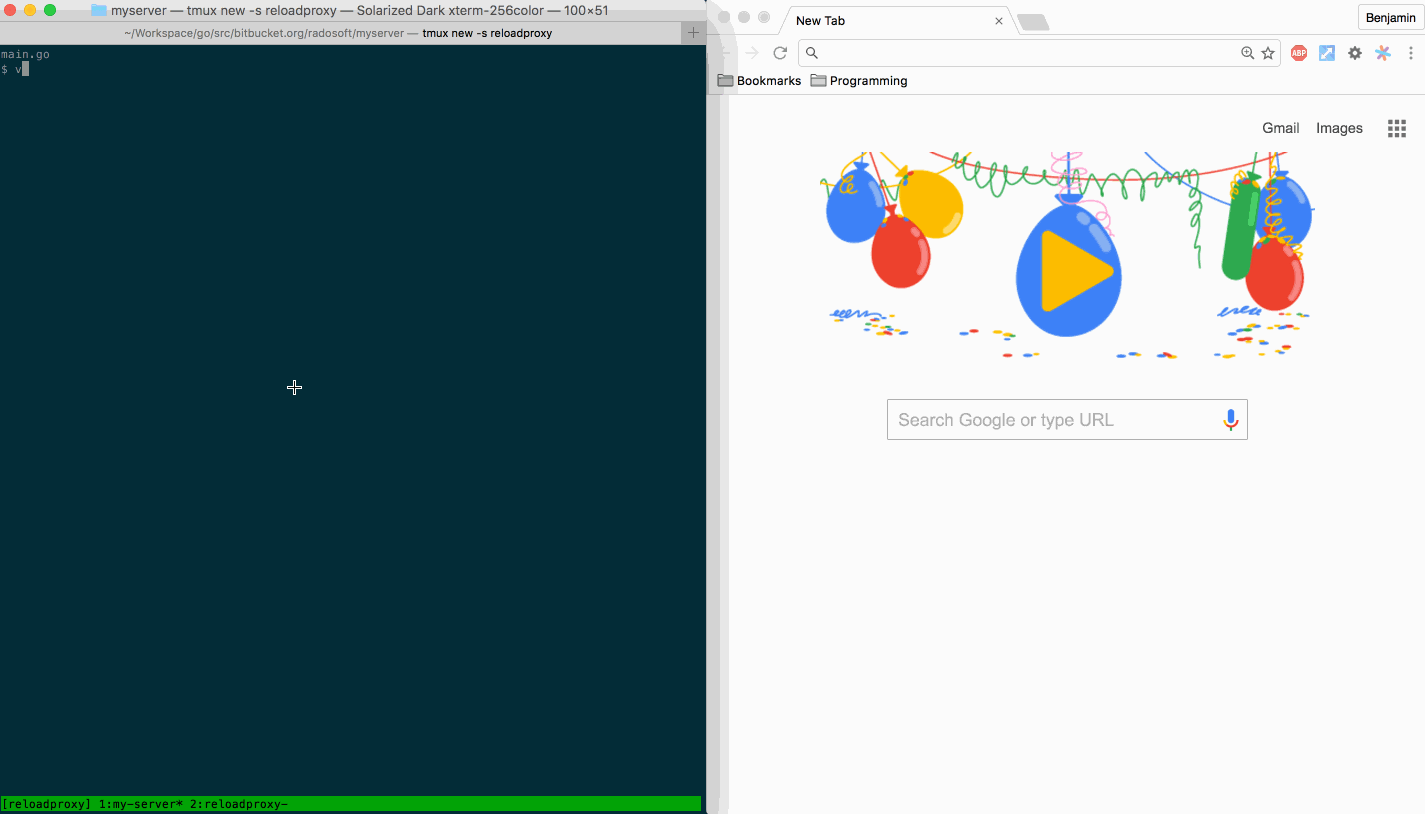 myserver — tmux new -s reloadproxy — Solarized Dark xterm-256color — 100×51
~/Workspace/go/src/bitbucket.org/radosoft/myserver — tmux new -s reloadproxy
main.go
$ v
[reloadproxy] 1:my-server* 2:reloadproxy-
New Tab
Benjamin
ABP
Bookmarks
Programming
Gmail Images
Search Google or type URL